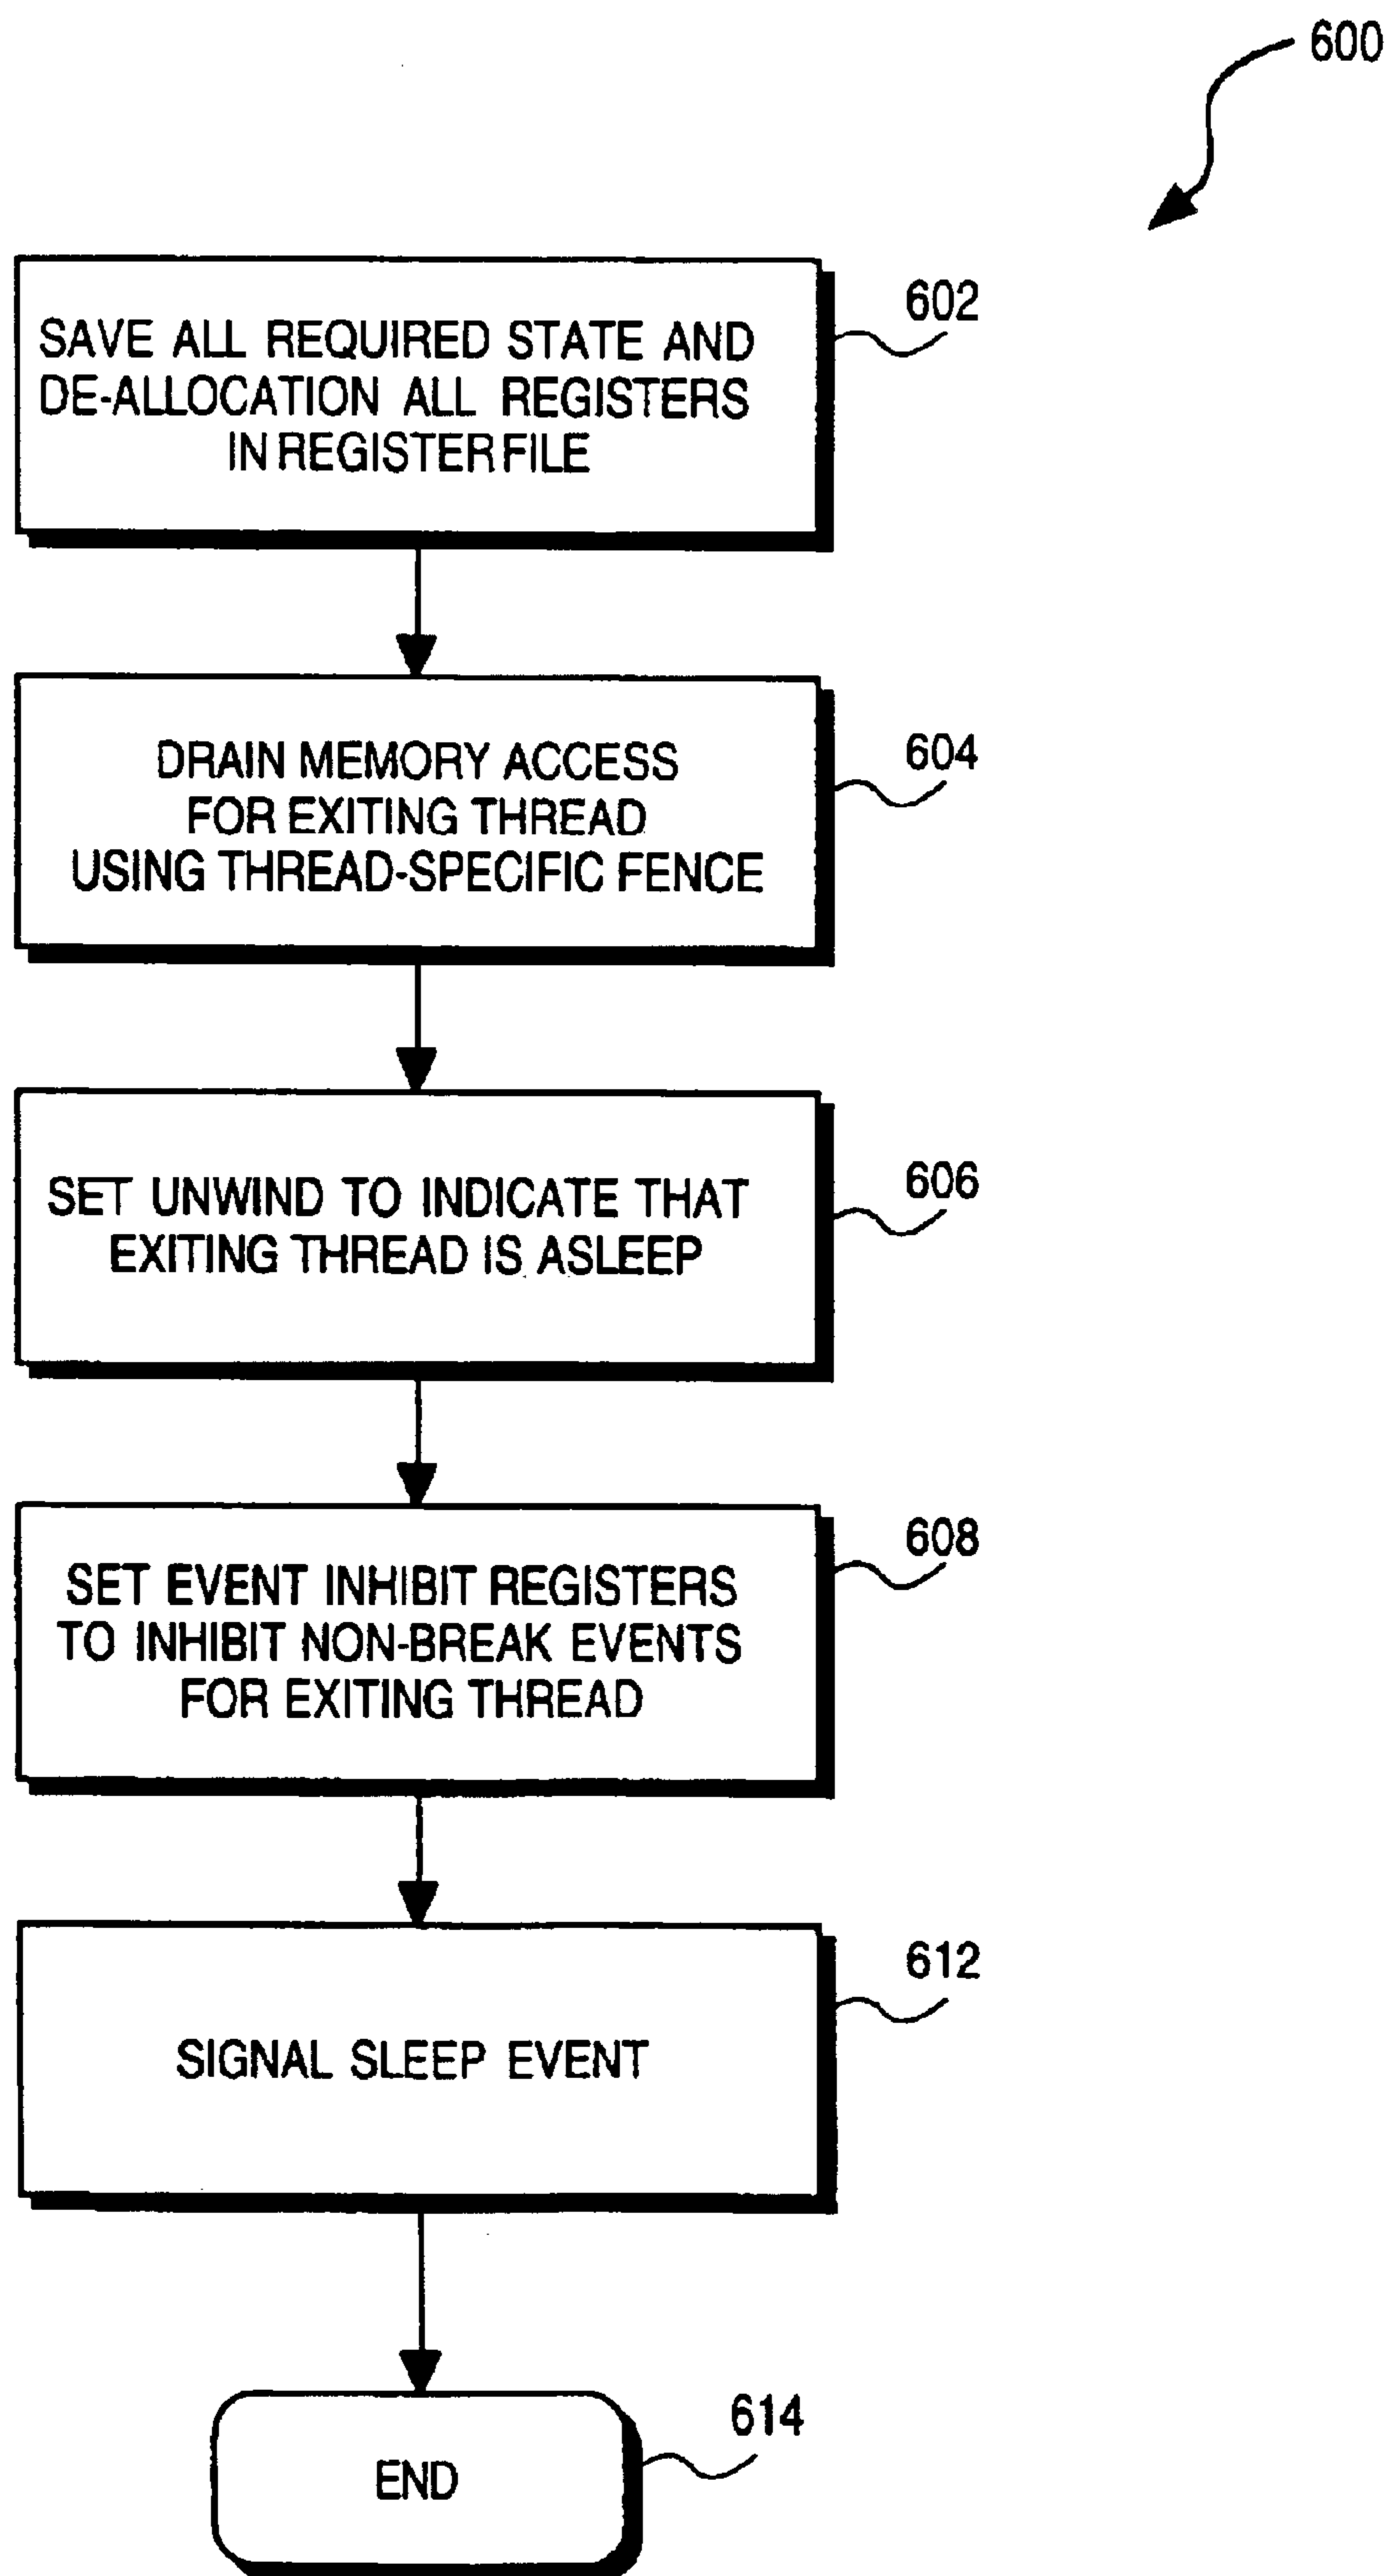 600
602
SAVE ALL REQUIRED STATE AND
DE-ALLOCATION ALL REGISTERS
IN REGISTER FILE
604
DRAIN MEMORY ACCESS
FOR EXITING THREAD
USING THREAD-SPECIFIC FENCE
606
SET UNWIND TO INDICATE THAT
EXITING THREAD IS ASLEEP
608
SET EVENT INHIBIT REGISTERS
TO INHIBIT NON-BREAK EVENTS
FOR EXITING THREAD
612
SIGNAL SLEEP EVENT
614
END